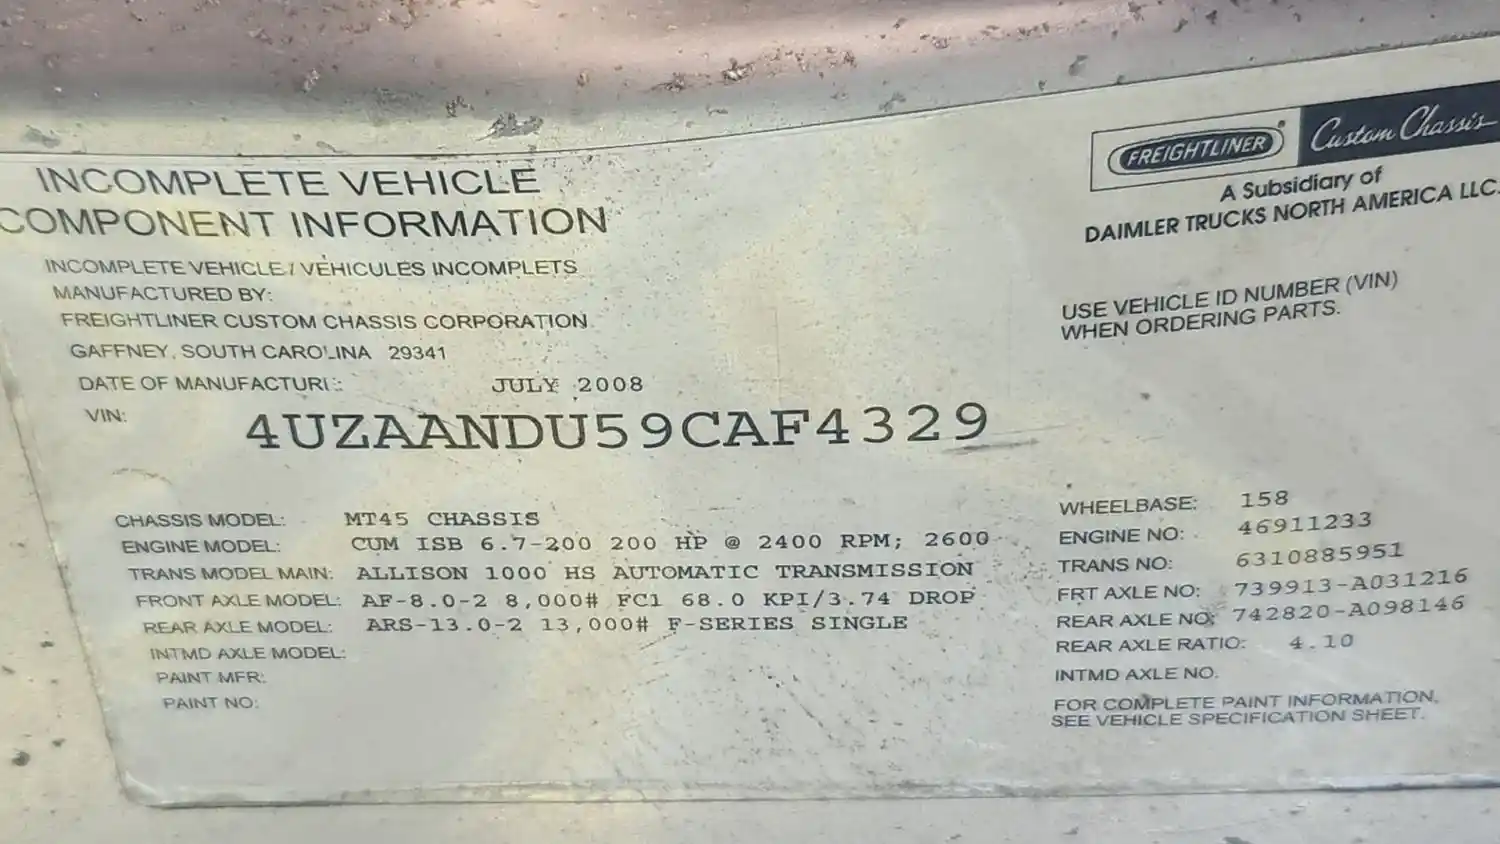 INCOMPLETE VEHICLE
COMPONENT INFORMATION
INCOMPLETE VEHICLE / VÉHICULES INCOMPLETS
MANUFACTURED BY:
FREIGHTLINER CUSTOM CHASSIS CORPORATION
GAFFNEY, SOUTH CAROLINA 29341
DATE OF MANUFACTURE: JULY 2008
VIN: 4UZAANDU59CAF4329
CHASSIS MODEL: MT45 CHASSIS
ENGINE MODEL: CUM ISB 6.7-200 200 HP @ 2400 RPM; 2600
TRANS MODEL MAIN: ALLISON 1000 HS AUTOMATIC TRANSMISSION
FRONT AXLE MODEL: AF-8.0-2 8,000# FC1 68.0 KPI/3.74 DROP
REAR AXLE MODEL: ARS-13.0-2 13,000# F-SERIES SINGLE
INTMD AXLE MODEL:
PAINT MFR:
PAINT NO:
FREIGHTLINER® Custom Chassis
A Subsidiary of
DAIMLER TRUCKS NORTH AMERICA LLC.
USE VEHICLE ID NUMBER (VIN)
WHEN ORDERING PARTS.
WHEELBASE: 158
ENGINE NO: 46911233
TRANS NO: 6310885951
FRT AXLE NO: 739913-A031216
REAR AXLE NO: 742820-A098146
REAR AXLE RATIO: 4.10
INTMD AXLE NO.
FOR COMPLETE PAINT INFORMATION,
SEE VEHICLE SPECIFICATION SHEET.